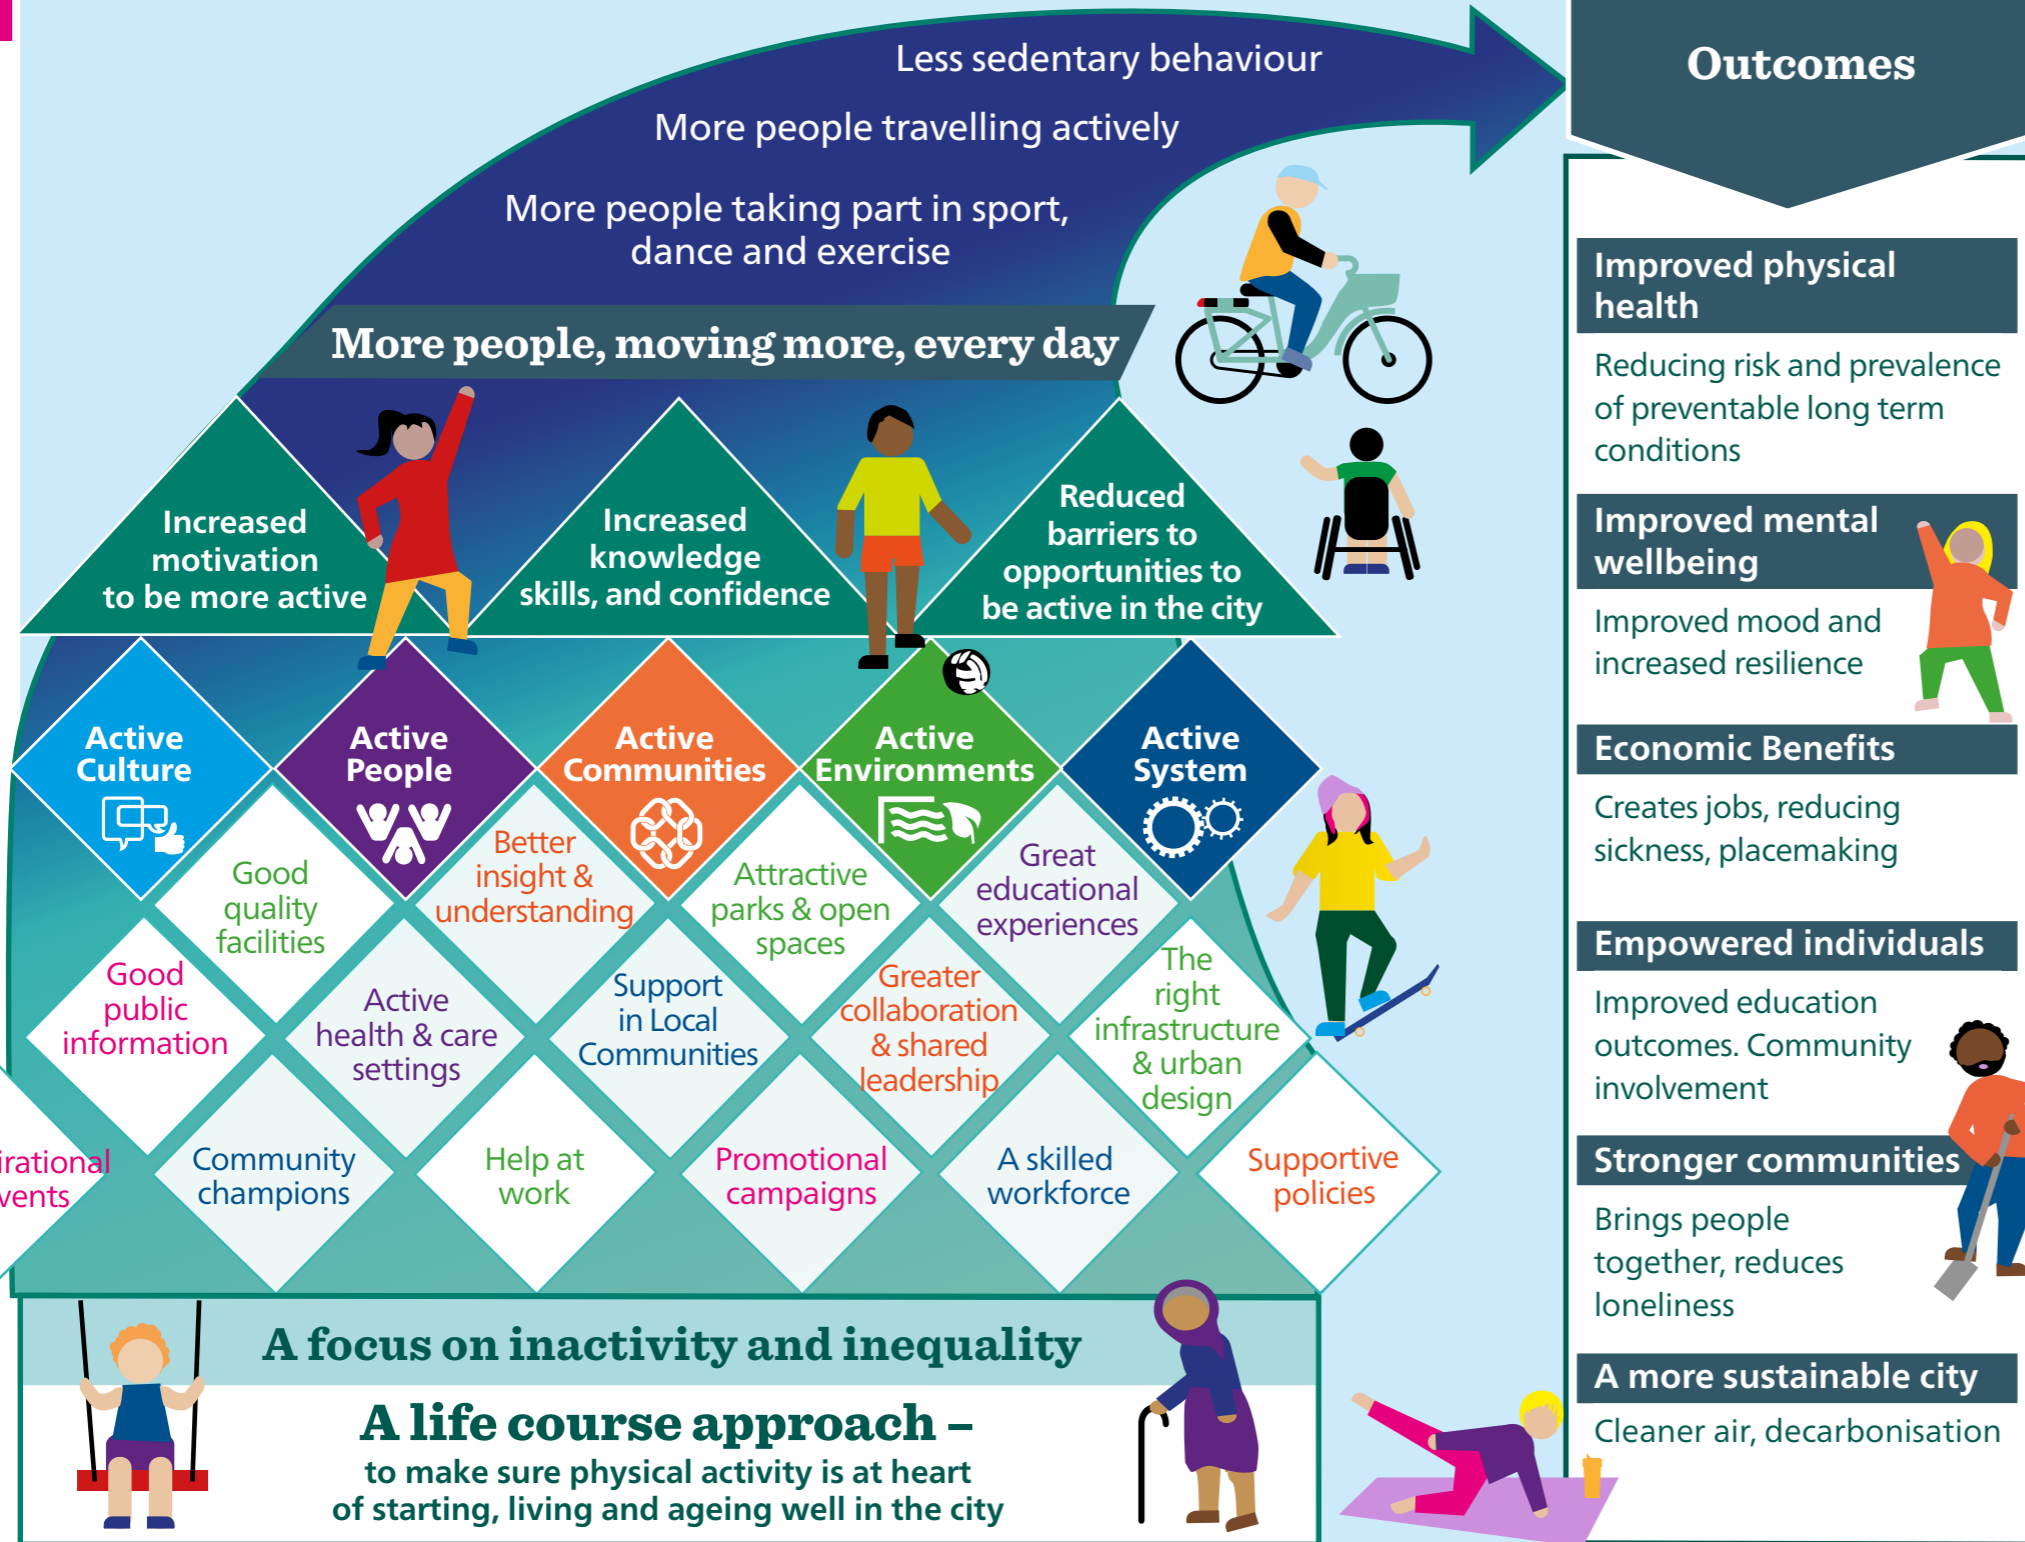 Less sedentary behaviour
More people travelling actively
More people taking part in sport,
dance and exercise
More people, moving more, every day
Increased
motivation
to be more active
Increased
knowledge
skills, and confidence
Reduced
barriers to
opportunities to
be active in the city
Active
Culture
Active
People
Active
Communities
Active
Environments
Active
System
Good
quality
facilities
Better
insight &
understanding
Attractive
parks & open
spaces
Great
educational
experiences
Good
public
information
Active
health & care
settings
Support
in Local
Communities
Greater
collaboration
& shared
leadership
The
right
infrastructure
& urban
design
irational
vents
Community
champions
Help at
work
Promotional
campaigns
A skilled
workforce
Supportive
policies
A focus on inactivity and inequality
A life course approach –
to make sure physical activity is at heart
of starting, living and ageing well in the city
Outcomes
Improved physical
health
Reducing risk and prevalence
of preventable long term
conditions
Improved mental
wellbeing
Improved mood and
increased resilience
Economic Benefits
Creates jobs, reducing
sickness, placemaking
Empowered individuals
Improved education
outcomes. Community
involvement
Stronger communities
Brings people
together, reduces
loneliness
A more sustainable city
Cleaner air, decarbonisation